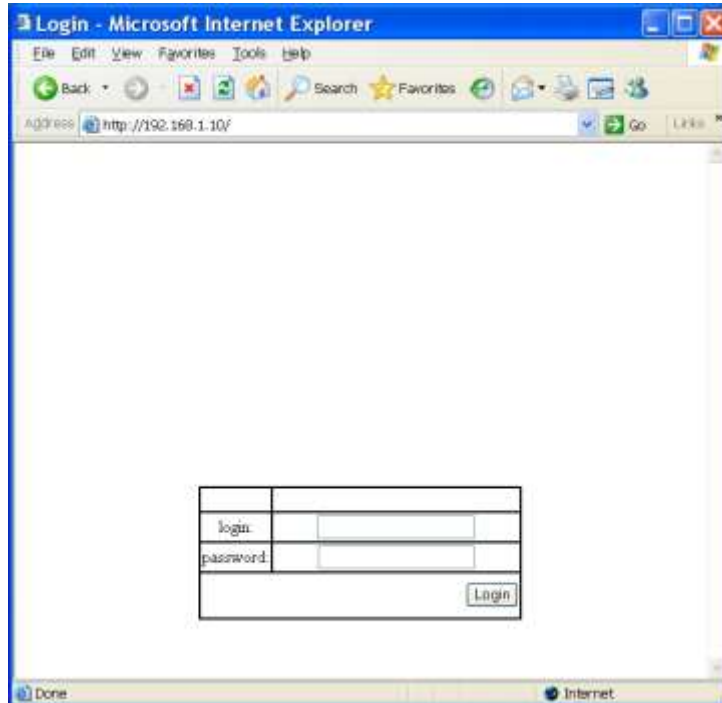 Login - Microsoft Internet Explorer
File Edit View Favorites Tools Help
Back Search Favorites
Address http://192.168.1.10/ Go Links »
login:
password:
Login
Done Internet